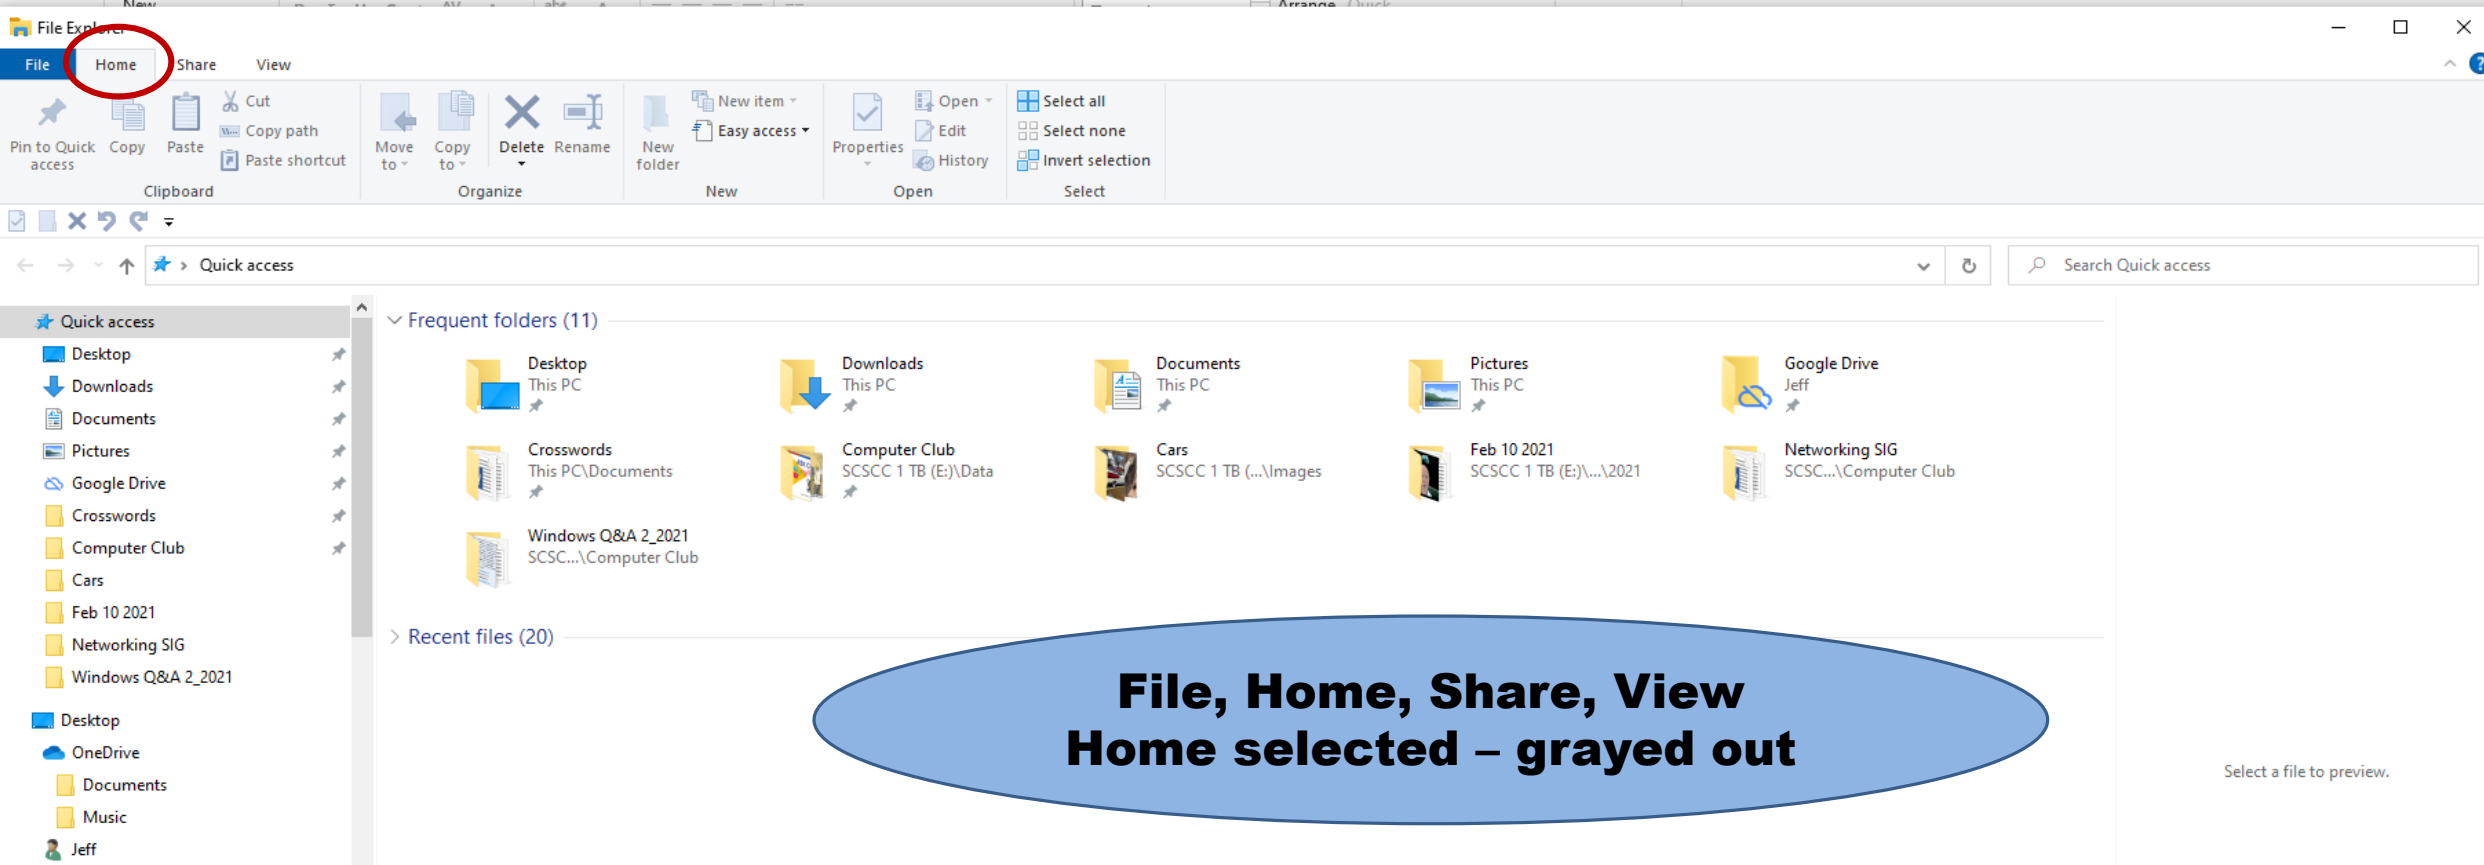 New
Arrange Quick
File Explorer
File Home Share View
Pin to Quick access
Copy
Paste
Cut
Copy path
Paste shortcut
Clipboard
Move to
Copy to
Delete
Rename
Organize
New folder
New item
Easy access
New
Properties
Open
Edit
History
Open
Select all
Select none
Invert selection
Select
Quick access
Search Quick access
Quick access
Desktop
Downloads
Documents
Pictures
Google Drive
Crosswords
Computer Club
Cars
Feb 10 2021
Networking SIG
Windows Q&A 2_2021
Desktop
OneDrive
Documents
Music
Jeff
Frequent folders (11)
Desktop
This PC
Downloads
This PC
Documents
This PC
Pictures
This PC
Google Drive
Jeff
Crosswords
This PC\Documents
Computer Club
SCSCC 1 TB (E:)\Data
Cars
SCSCC 1 TB (...\Images
Feb 10 2021
SCSCC 1 TB (E:)\...\2021
Networking SIG
SCSC...\Computer Club
Windows Q&A 2_2021
SCSC...\Computer Club
Recent files (20)
File, Home, Share, View
Home selected – grayed out
Select a file to preview.